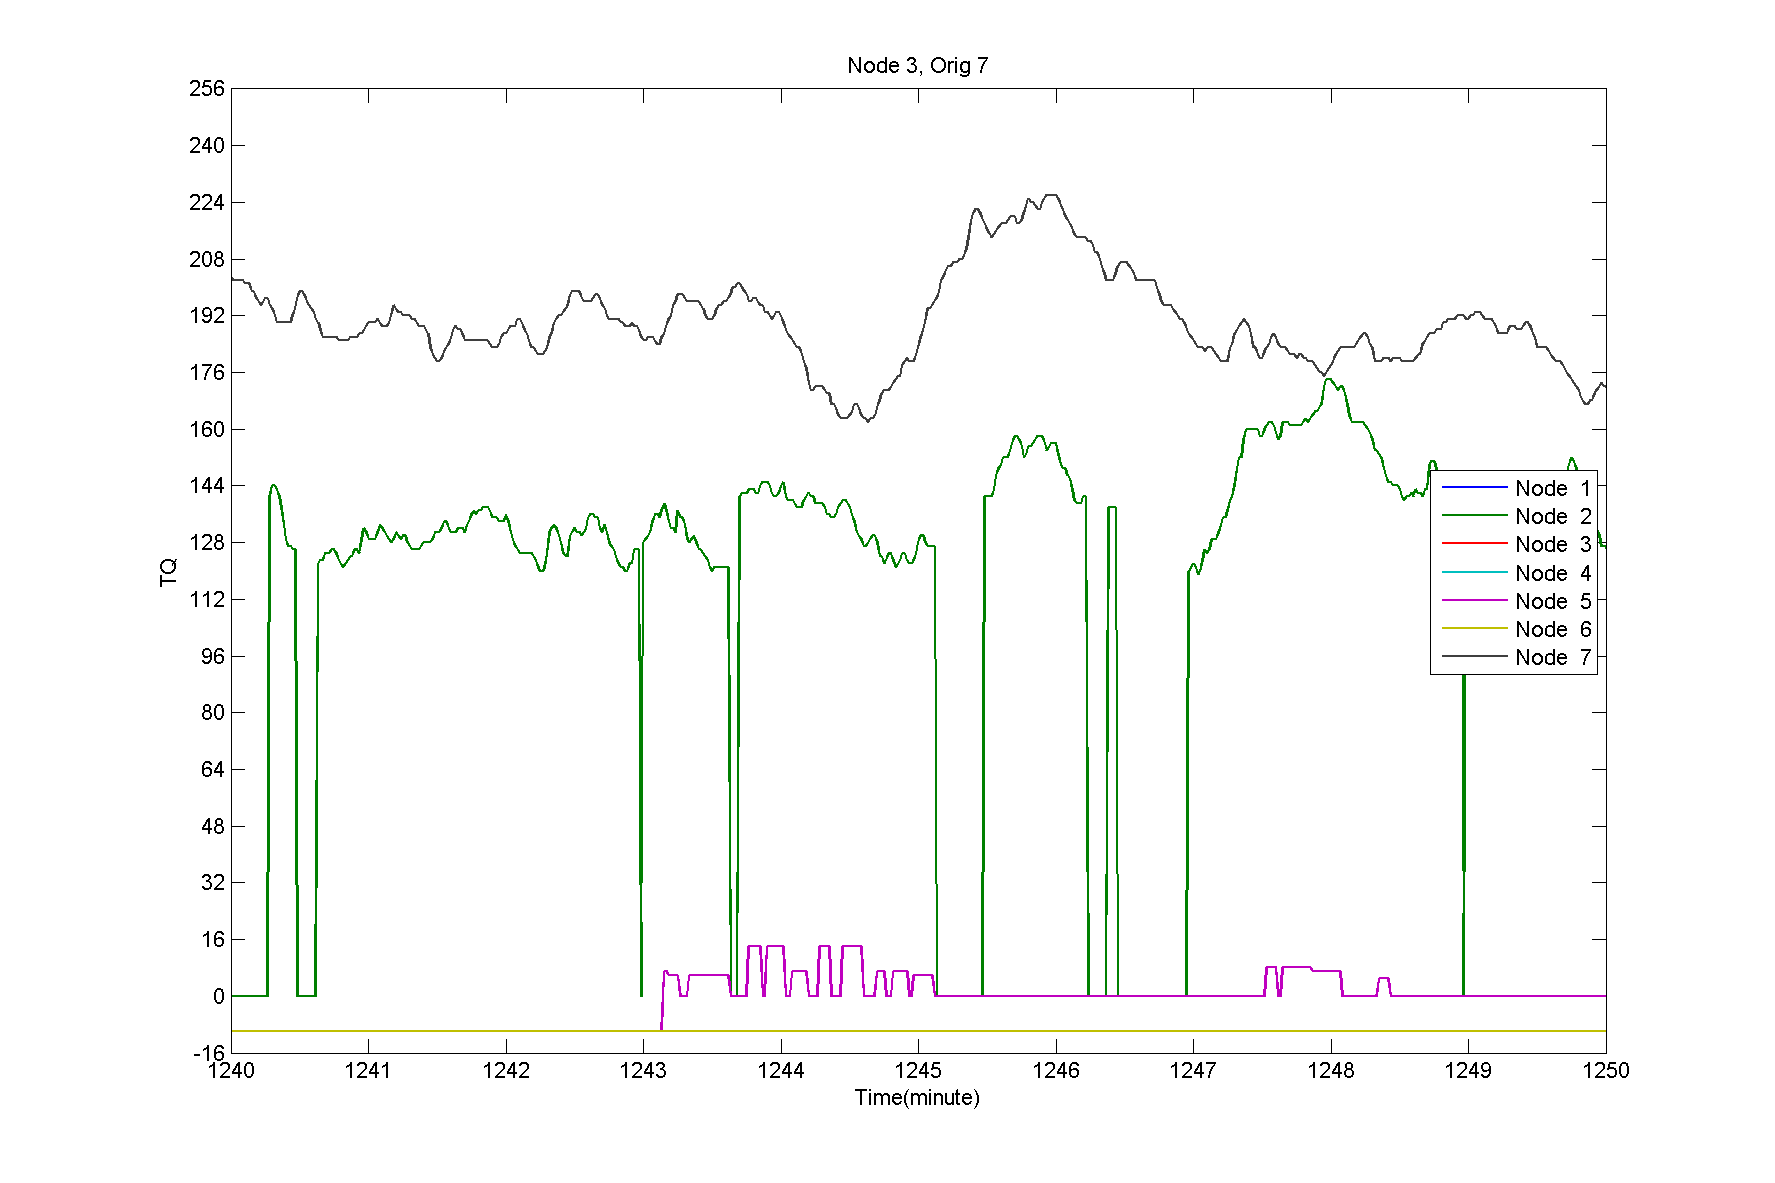 Node 3, Orig 7
256
240
224
208
192
176
160
144
128
112
96
80
64
48
32
16
0
-16
TQ
Node 1
Node 2
Node 3
Node 4
Node 5
Node 6
Node 7
1240 1241 1242 1243 1244 1245 1246 1247 1248 1249 1250
Time(minute)